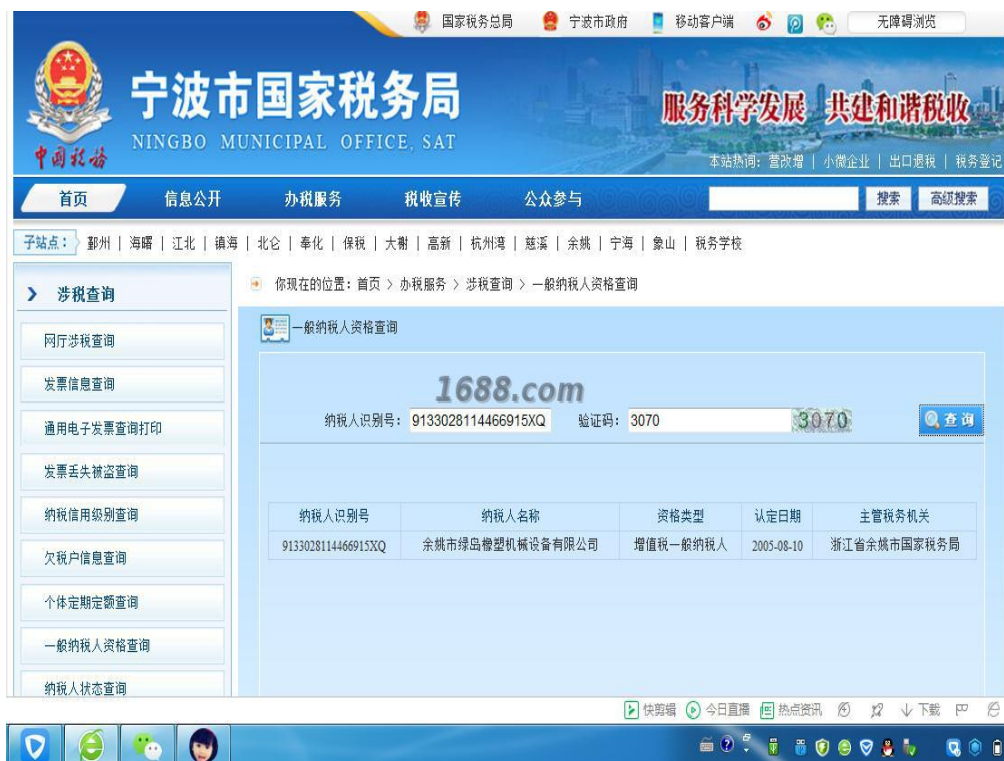 国家税务总局 宁波市政府 移动客户端 无障碍浏览
宁波市国家税务局
NINGBO MUNICIPAL OFFICE, SAT
中国税务
服务科学发展 共建和谐税收
本站热词：营改增 | 小微企业 | 出口退税 | 税务登记
首页 信息公开 办税服务 税收宣传 公众参与 搜索 高级搜索
子站点： 鄞州 | 海曙 | 江北 | 镇海 | 北仑 | 奉化 | 保税 | 大榭 | 高新 | 杭州湾 | 慈溪 | 余姚 | 宁海 | 象山 | 税务学校
涉税查询
网厅涉税查询
发票信息查询
通用电子发票查询打印
发票丢失被盗查询
纳税信用级别查询
欠税户信息查询
个体定期定额查询
一般纳税人资格查询
纳税人状态查询
你现在的位置：首页 > 办税服务 > 涉税查询 > 一般纳税人资格查询
一般纳税人资格查询
1688.com
纳税人识别号： 9133028114466915XQ 验证码： 3070 3070 查询
纳税人识别号 纳税人名称 资格类型 认定日期 主管税务机关
9133028114466915XQ 余姚市绿岛橡塑机械设备有限公司 增值税一般纳税人 2005-08-10 浙江省余姚市国家税务局
快剪辑 今日直播 热点资讯 下载